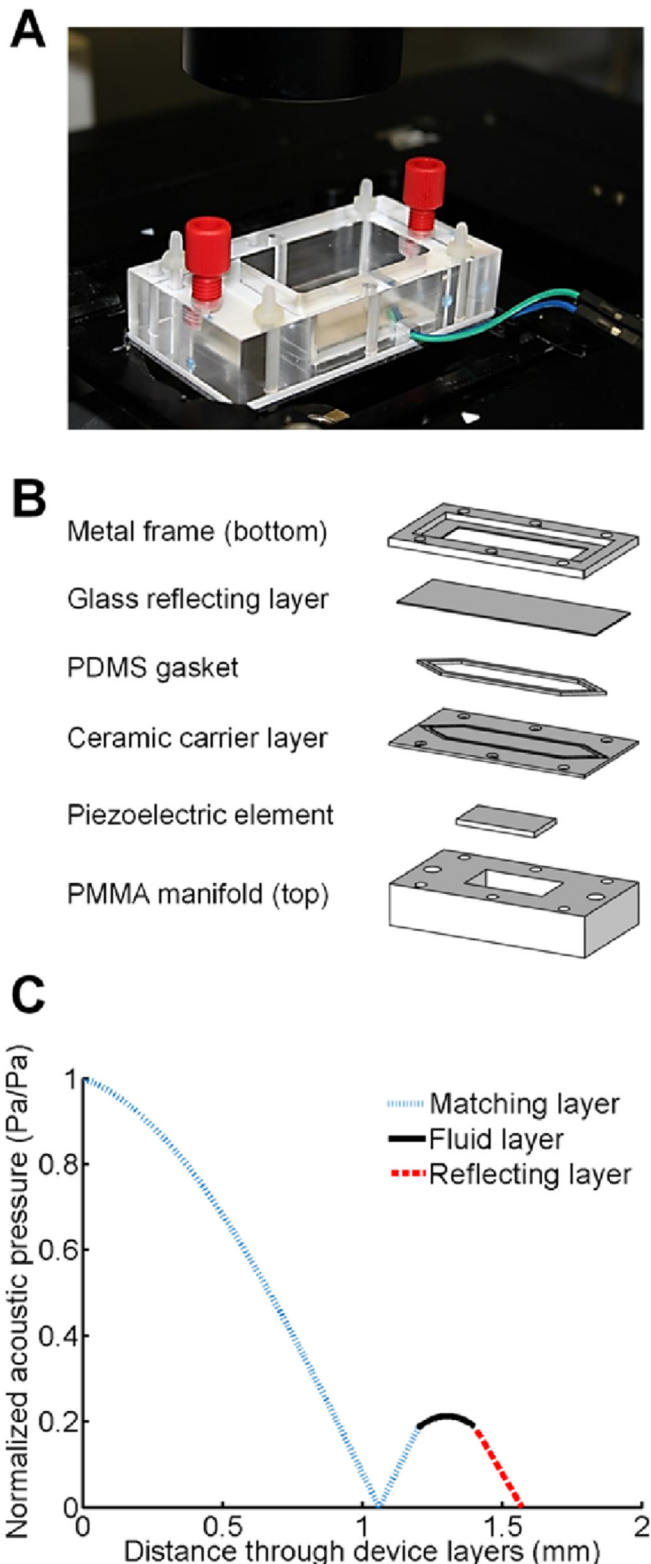 A
B
Metal frame (bottom)
Glass reflecting layer
PDMS gasket
Ceramic carrier layer
Piezoelectric element
PMMA manifold (top)
C
Normalized acoustic pressure (Pa/Pa)
1
0.8
0.6
0.4
0.2
0
Matching layer
Fluid layer
Reflecting layer
0 0.5 1 1.5 2
Distance through device layers (mm)